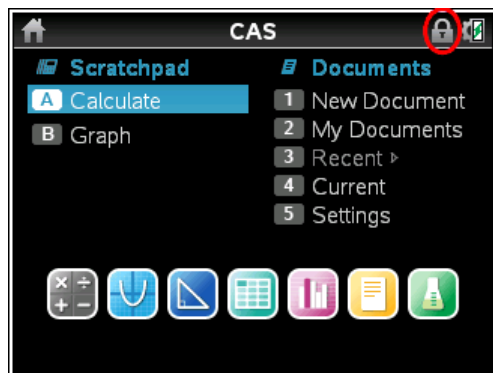 CAS
Scratchpad
A Calculate
B Graph
Documents
1 New Document
2 My Documents
3 Recent ▹
4 Current
5 Settings